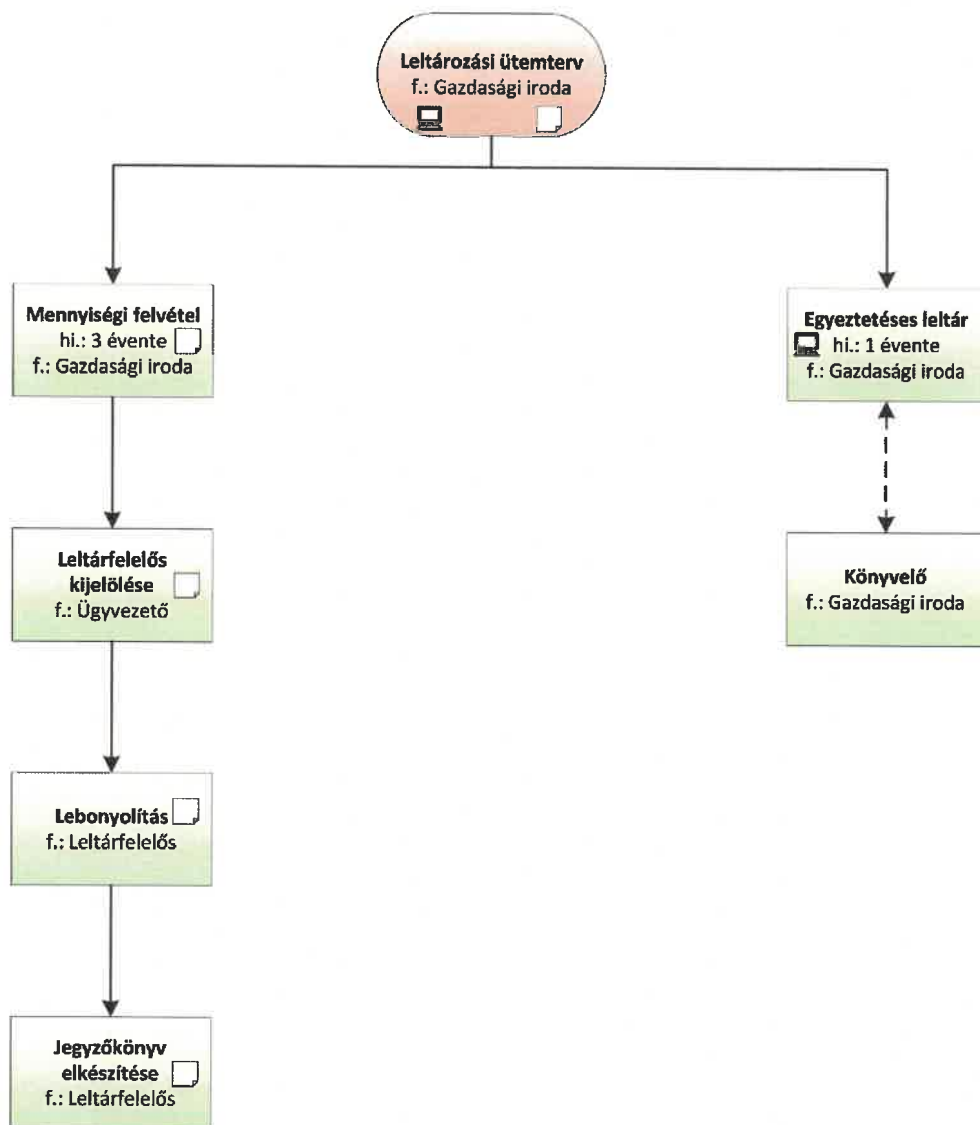 Leltározási ütemterv
f.: Gazdasági iroda
Mennyiségi felvétel
hi.: 3 évente
f.: Gazdasági iroda
Egyeztetéses leltár
hi.: 1 évente
f.: Gazdasági iroda
Leltárfelelős
kijelölése
f.: Ügyvezető
Könyvelő
f.: Gazdasági iroda
Lebonyolítás
f.: Leltárfelelős
Jegyzőkönyv
elkészítése
f.: Leltárfelelős